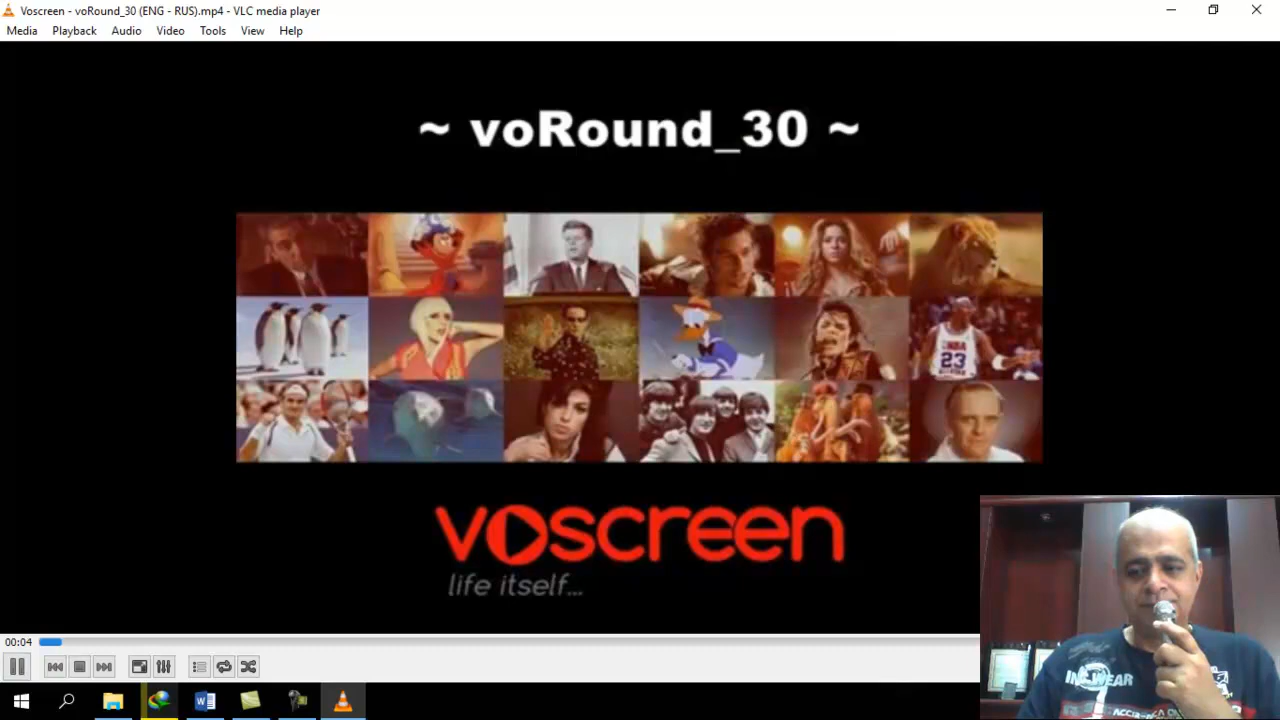 Voscreen - voRound_30 (ENG - RUS).mp4 - VLC media player
Media Playback Audio Video Tools View Help
~ voRound_30 ~
NBA
23
voscreen
life itself...
00:04